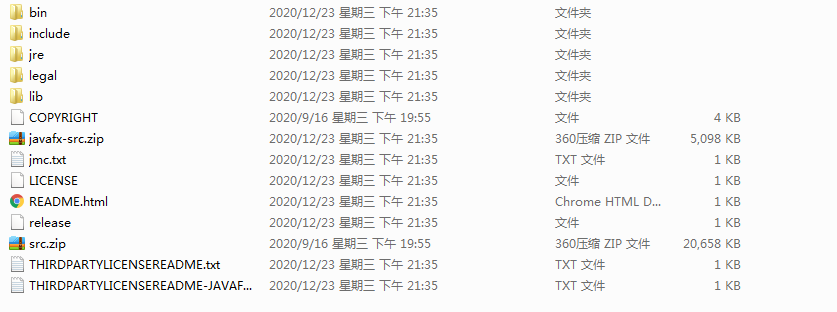 bin 2020/12/23 星期三 下午 21:35 文件夹
include 2020/12/23 星期三 下午 21:35 文件夹
jre 2020/12/23 星期三 下午 21:35 文件夹
legal 2020/12/23 星期三 下午 21:35 文件夹
lib 2020/12/23 星期三 下午 21:35 文件夹
COPYRIGHT 2020/9/16 星期三 下午 19:55 文件 4 KB
javafx-src.zip 2020/12/23 星期三 下午 21:35 360压缩 ZIP 文件 5,098 KB
jmc.txt 2020/12/23 星期三 下午 21:35 TXT 文件 1 KB
LICENSE 2020/12/23 星期三 下午 21:35 文件 1 KB
README.html 2020/12/23 星期三 下午 21:35 Chrome HTML D... 1 KB
release 2020/12/23 星期三 下午 21:35 文件 1 KB
src.zip 2020/9/16 星期三 下午 19:55 360压缩 ZIP 文件 20,658 KB
THIRDPARTYLICENSEREADME.txt 2020/12/23 星期三 下午 21:35 TXT 文件 1 KB
THIRDPARTYLICENSEREADME-JAVAF... 2020/12/23 星期三 下午 21:35 TXT 文件 1 KB